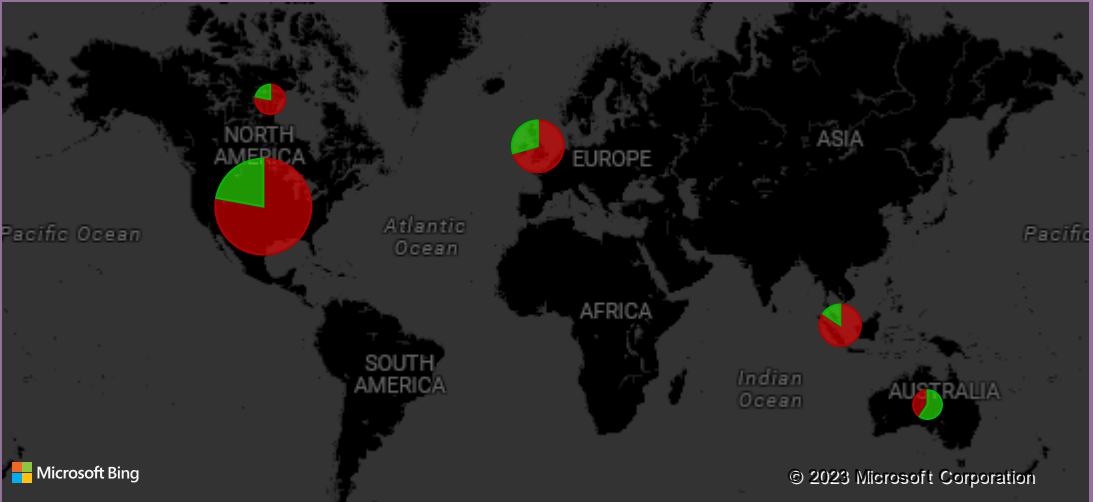 NORTH
AMERICA
EUROPE
ASIA
Pacific Ocean
Atlantic
Ocean
Pacific
AFRICA
SOUTH
AMERICA
Indian
Ocean
AUSTRALIA
Microsoft Bing
© 2023 Microsoft Corporation